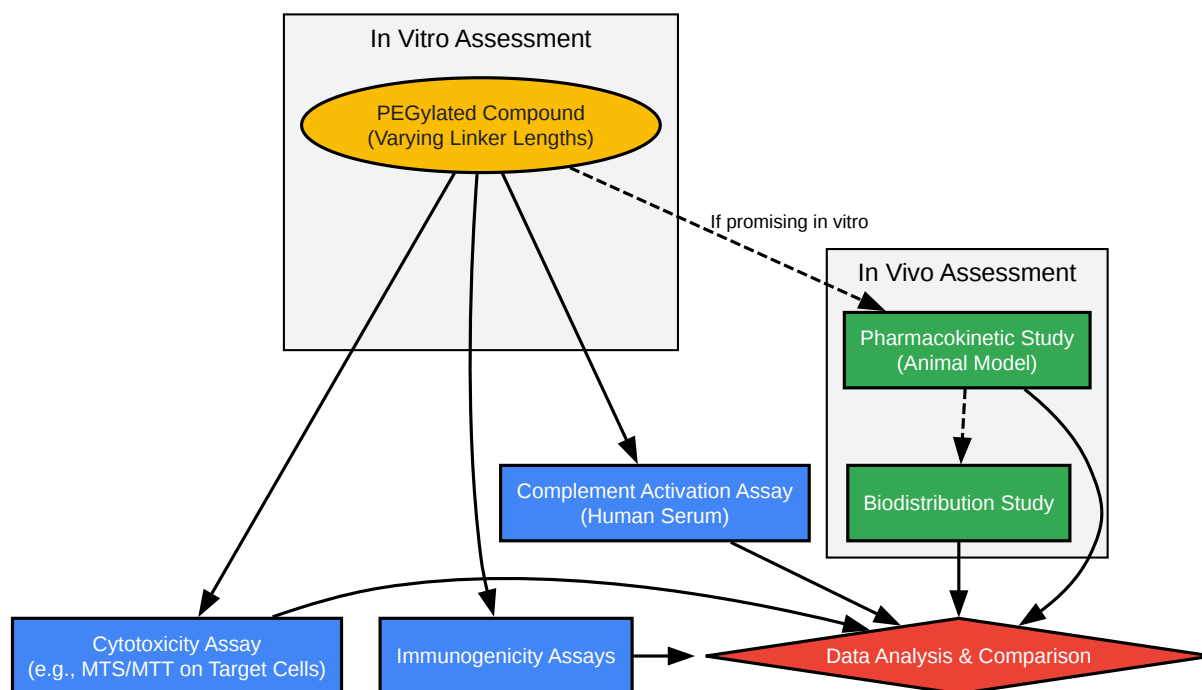 In Vitro Assessment
PEGylated Compound
(Varying Linker Lengths)
If promising in vitro
In Vivo Assessment
Pharmacokinetic Study
(Animal Model)
Complement Activation Assay
(Human Serum)
Biodistribution Study
Cytotoxicity Assay
(e.g., MTS/MTT on Target Cells)
Immunogenicity Assays
Data Analysis & Comparison